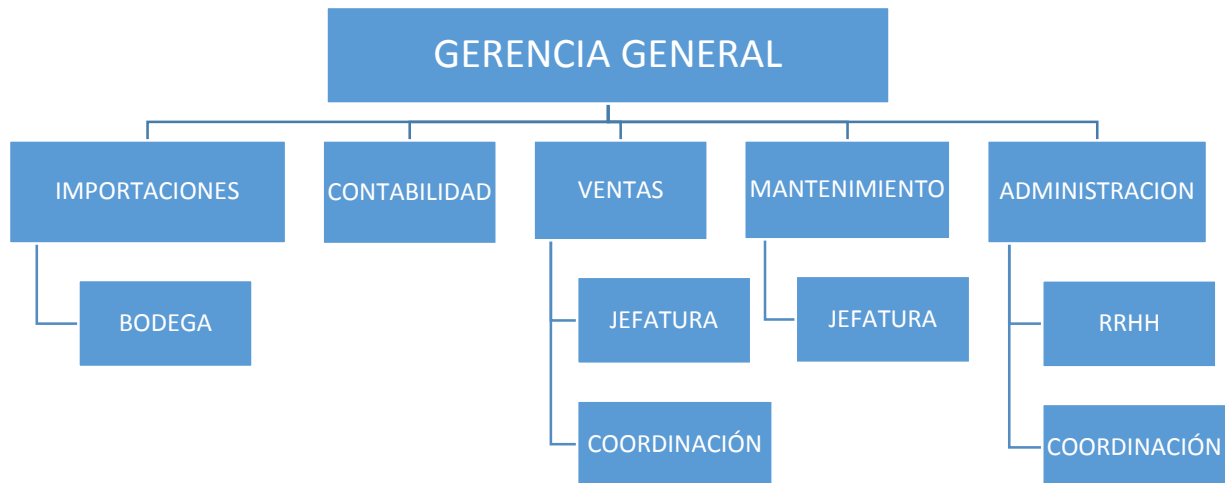 GERENCIA GENERAL
IMPORTACIONES
CONTABILIDAD
VENTAS
MANTENIMIENTO
ADMINISTRACION
BODEGA
JEFATURA
JEFATURA
RRHH
COORDINACIÓN
COORDINACIÓN